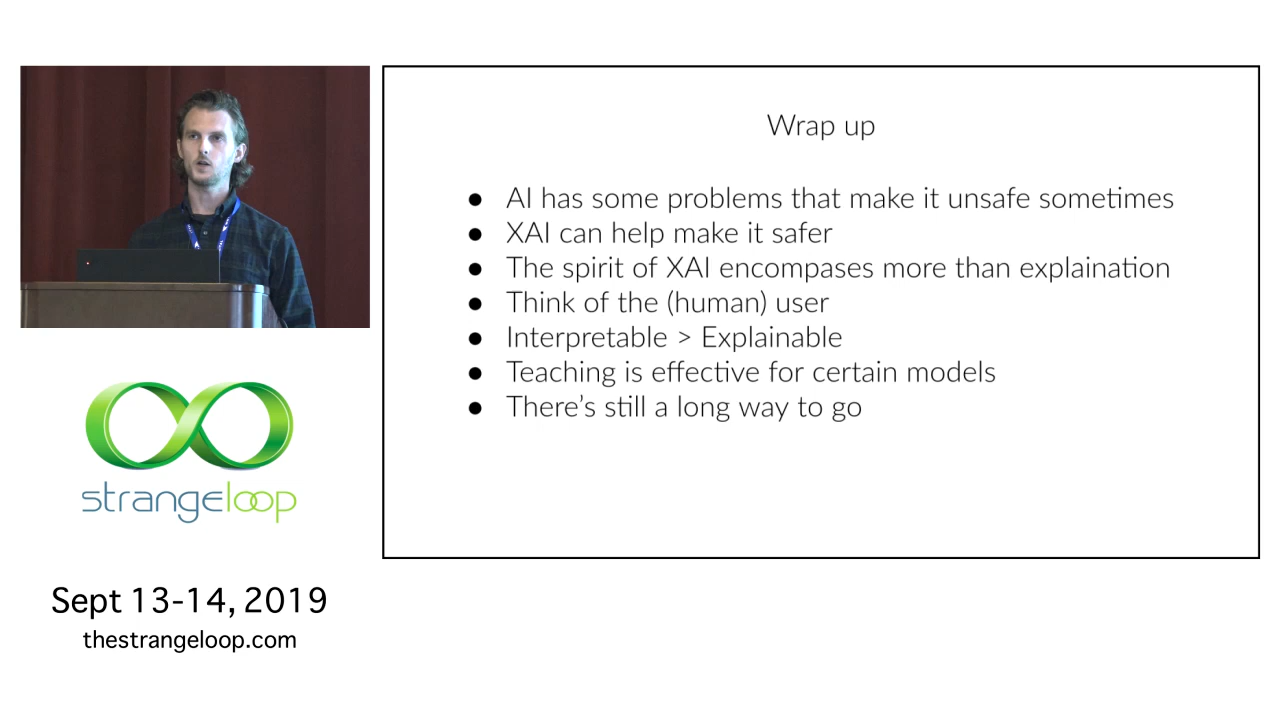 Wrap up
● AI has some problems that make it unsafe sometimes
● XAI can help make it safer
● The spirit of XAI encompases more than explaination
● Think of the (human) user
● Interpretable > Explainable
● Teaching is effective for certain models
● There's still a long way to go
strangeloop
Sept 13-14, 2019
thestrangeloop.com